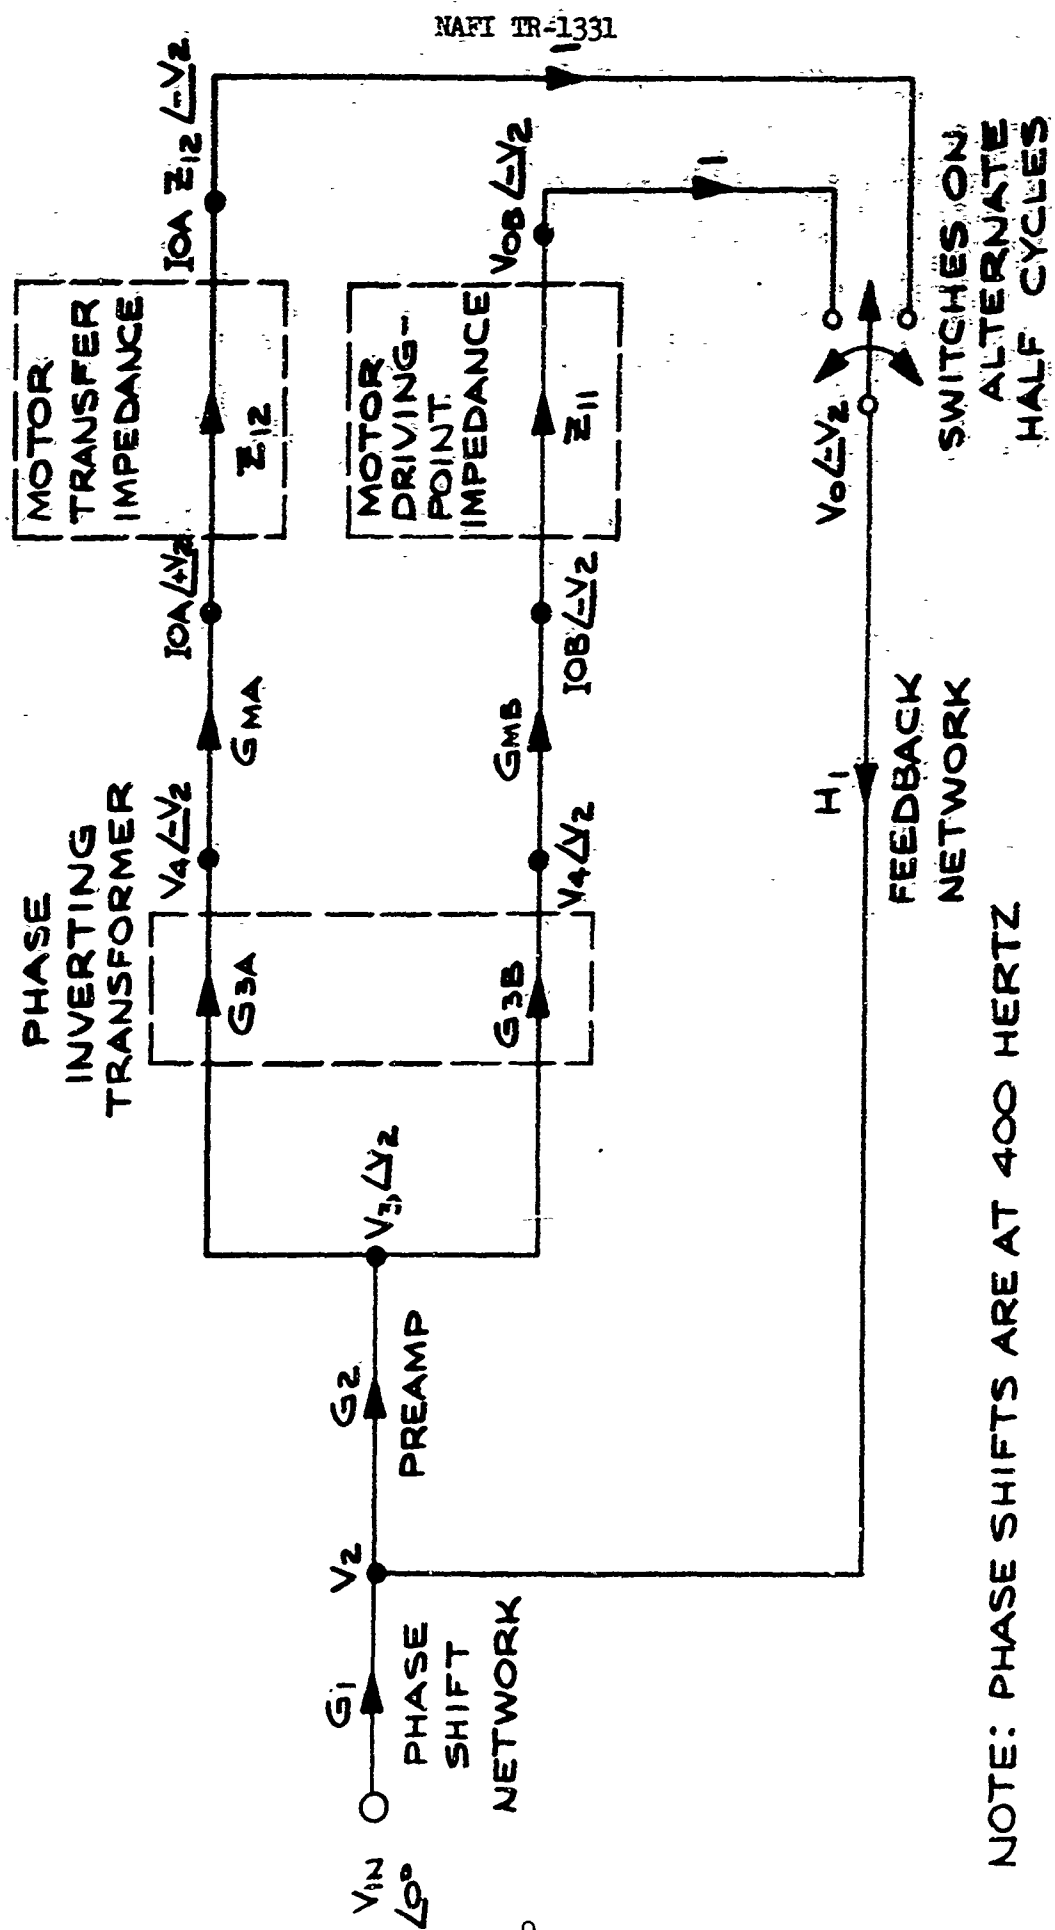 NAFI TR-1331
VIN
∠0°
G1
PHASE
SHIFT
NETWORK
V2
G2
PREAMP
V3 ∠V2
PHASE
INVERTING
TRANSFORMER
G3A
G3B
V4 ∠-V2
V4 ∠V2
GMA
GMB
IOA ∠+V2
IOB ∠-V2
MOTOR
TRANSFER
IMPEDANCE
Z12
MOTOR
DRIVING-
POINT
IMPEDANCE
Z11
IOA Z12 ∠-V2
VOB ∠-V2
1
1
VO ∠-V2
SWITCHES ON
ALTERNATE
HALF CYCLES
H1
FEEDBACK
NETWORK
NOTE: PHASE SHIFTS ARE AT 400 HERTZ